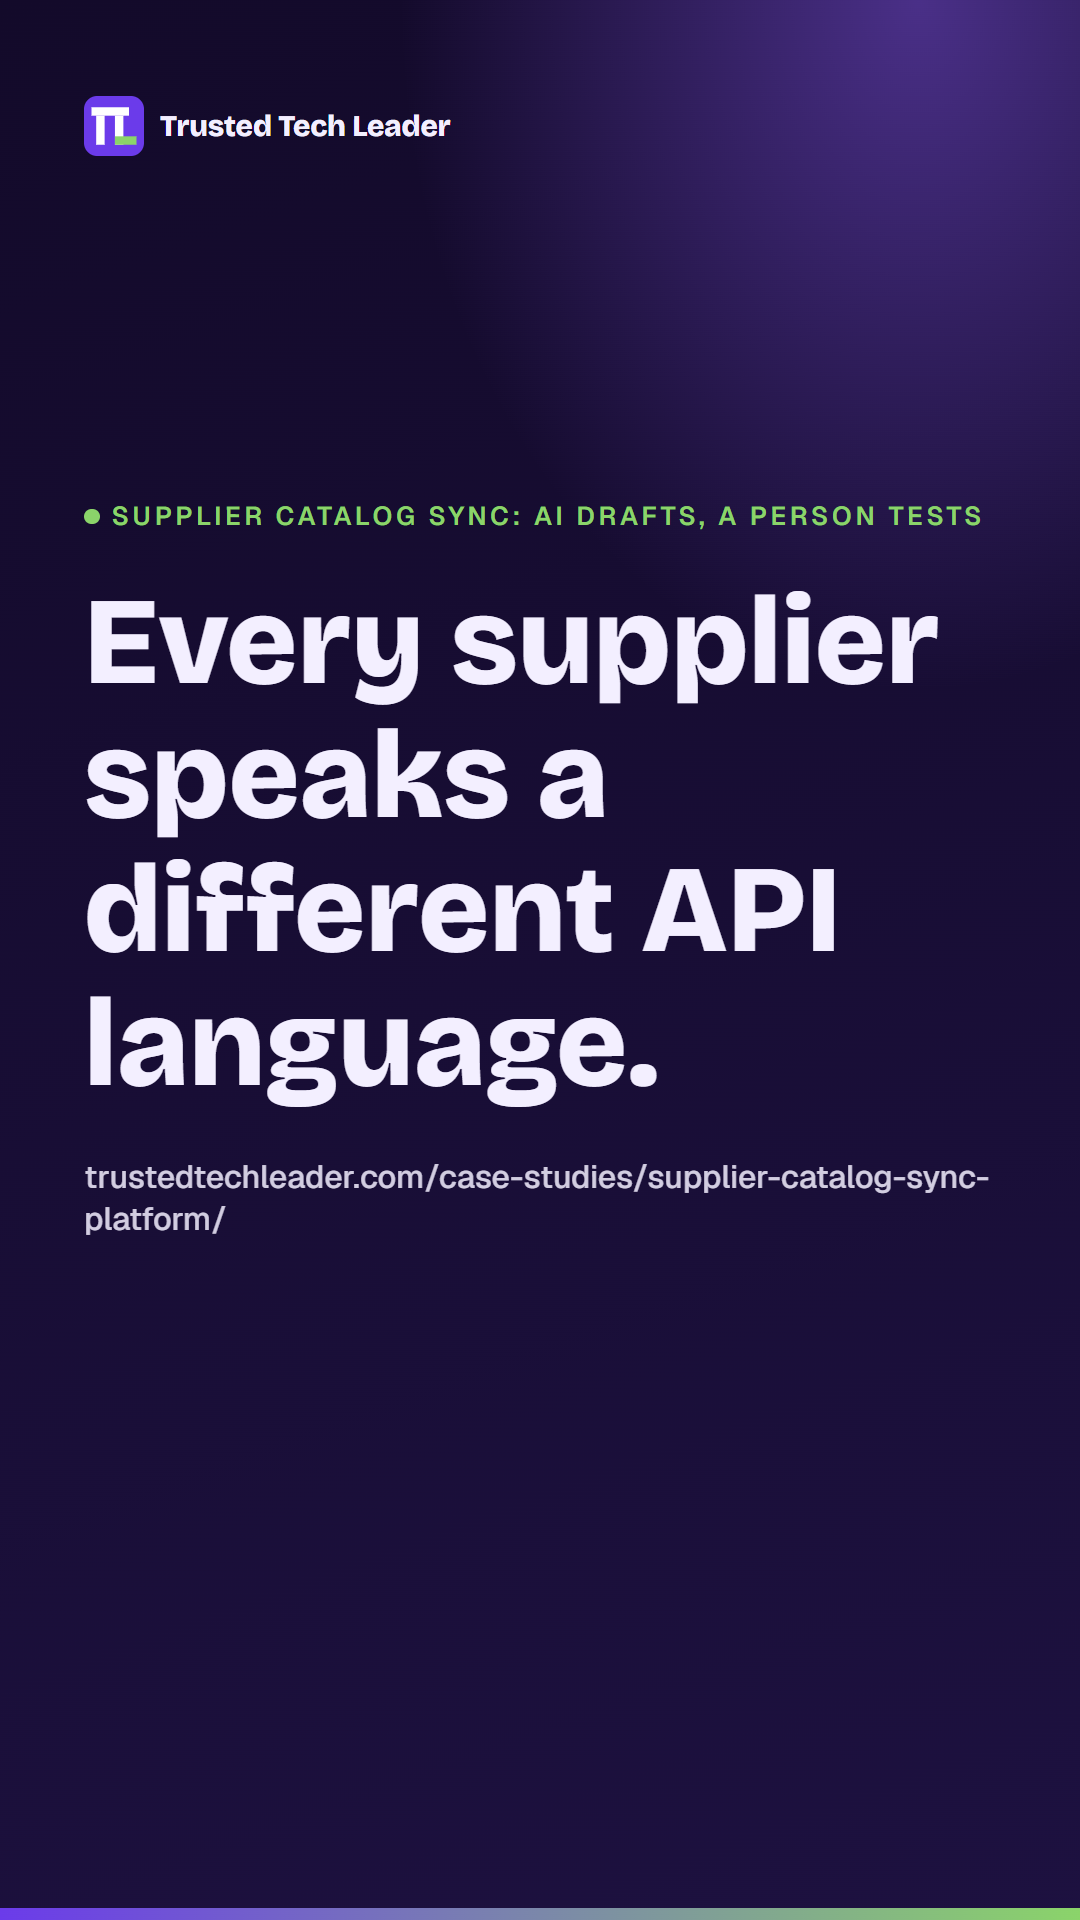 TL Trusted Tech Leader
SUPPLIER CATALOG SYNC: AI DRAFTS, A PERSON TESTS
Every supplier
speaks a
different API
language.
trustedtechleader.com/case-studies/supplier-catalog-sync-
platform/